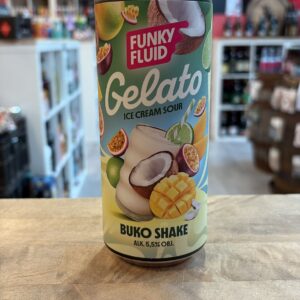 FUNKY
FLUID
Gelato
ICE CREAM SOUR
BUKO SHAKE
ALK. 5,5% OBJ.